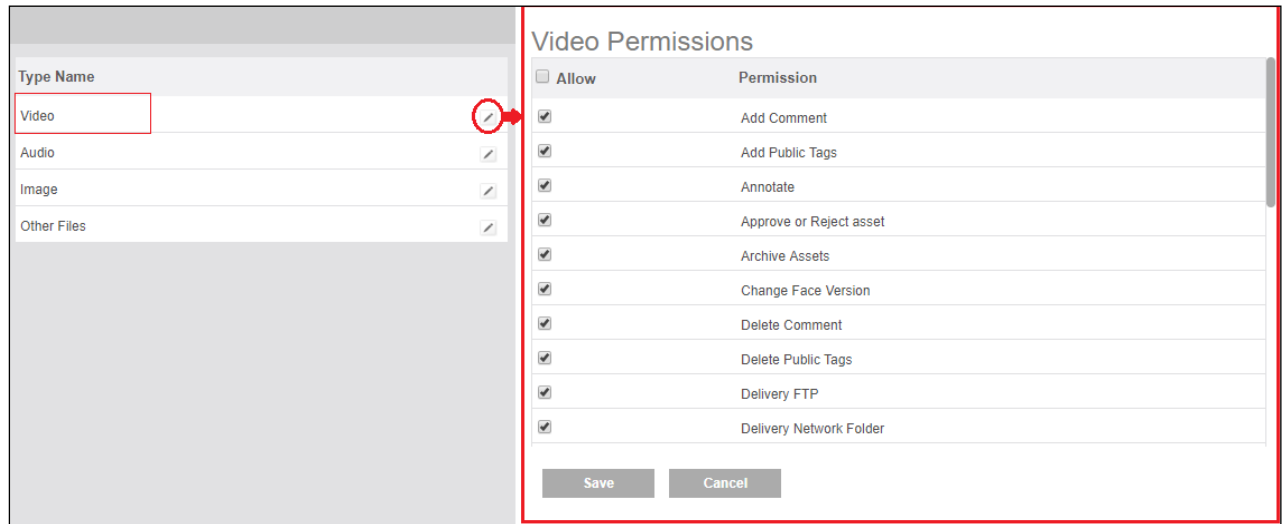 Type Name
Video
Audio
Image
Other Files
Video Permissions
Allow Permission
Add Comment
Add Public Tags
Annotate
Approve or Reject asset
Archive Assets
Change Face Version
Delete Comment
Delete Public Tags
Delivery FTP
Delivery Network Folder
Save Cancel